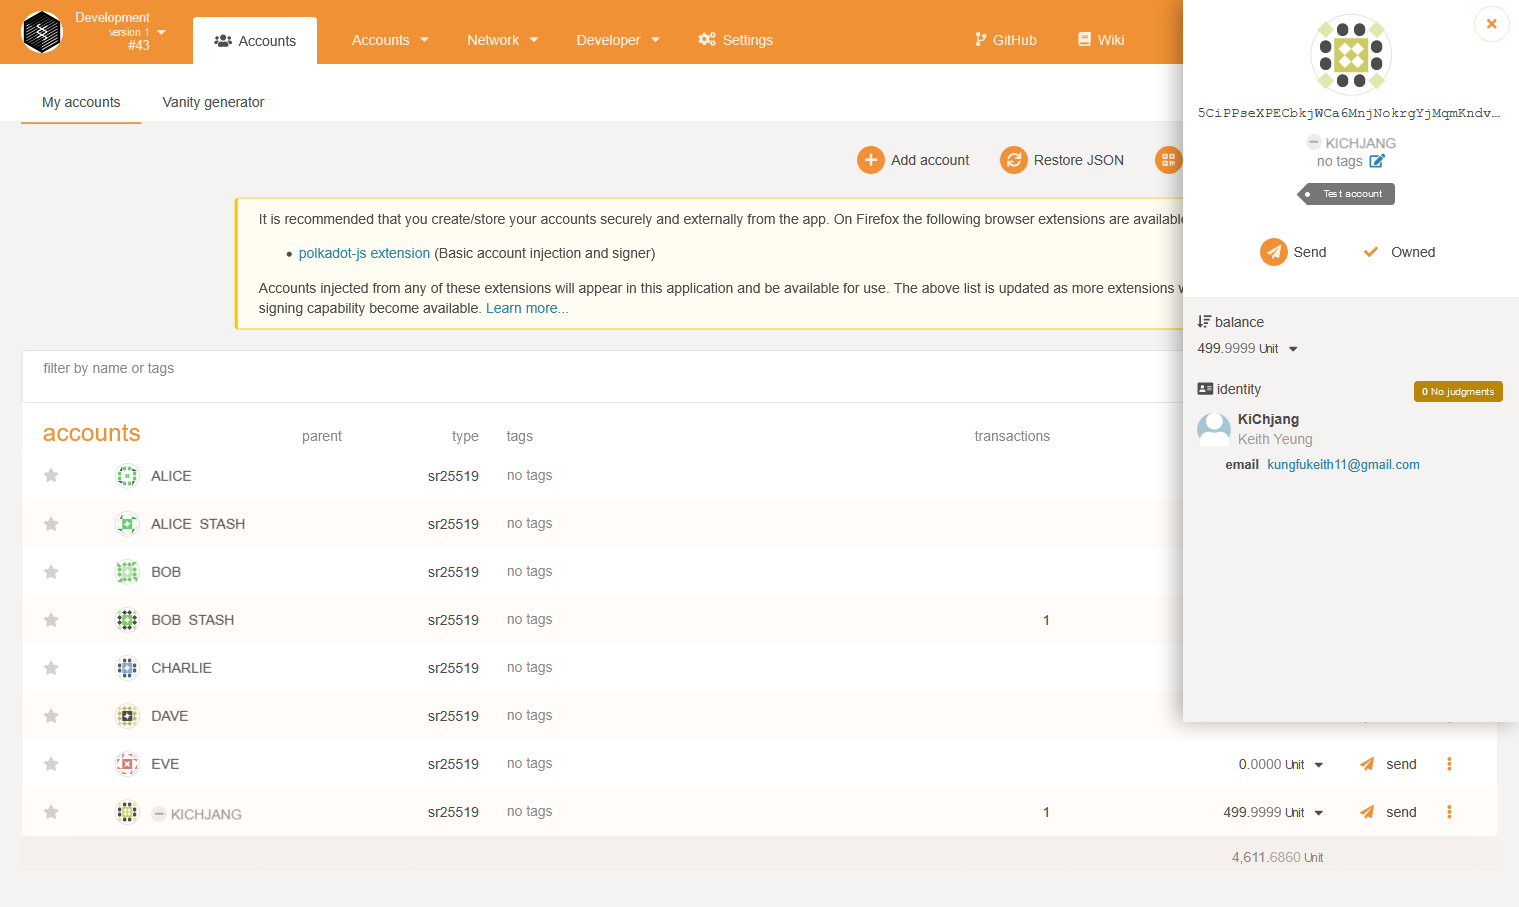 Development
version 1
#43
Accounts
Accounts
Network
Developer
Settings
GitHub
Wiki
My accounts
Vanity generator
Add account
Restore JSON
It is recommended that you create/store your accounts securely and externally from the app. On Firefox the following browser extensions are available
polkadot-js extension (Basic account injection and signer)
Accounts injected from any of these extensions will appear in this application and be available for use. The above list is updated as more extensions
signing capability become available. Learn more...
filter by name or tags
accounts parent type tags transactions
ALICE sr25519 no tags
ALICE STASH sr25519 no tags
BOB sr25519 no tags
BOB STASH sr25519 no tags 1
CHARLIE sr25519 no tags
DAVE sr25519 no tags
EVE sr25519 no tags 0.0000 Unit send
KICHJANG sr25519 no tags 1 499.9999 Unit send
4,611.6860 Unit
5CiPPseXPECbkjWCa6MnjNokrgYjMqmKndv…
KICHJANG
no tags
Test account
Send
Owned
balance
499.9999 Unit
identity
0 No judgments
KiChjang
Keith Yeung
email kungfukeith11@gmail.com